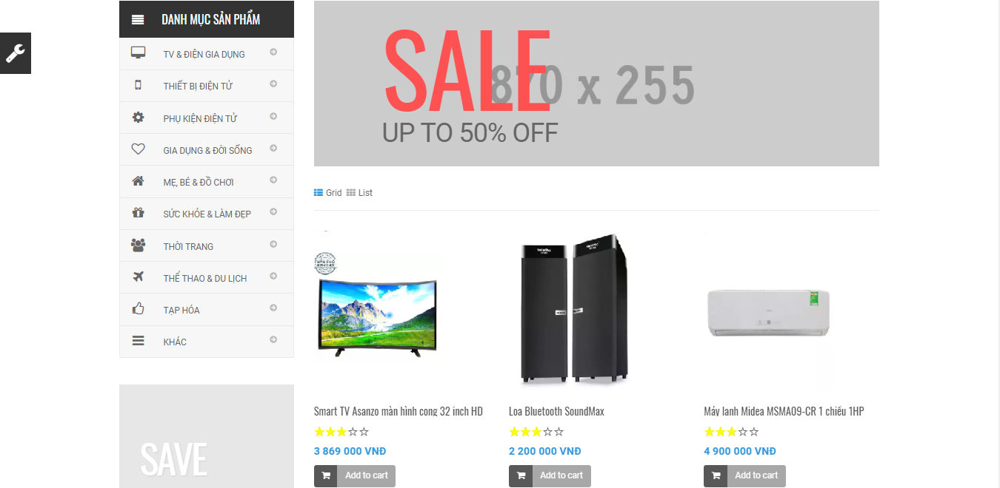 DANH MỤC SẢN PHẨM
TV & ĐIỆN GIA DỤNG
THIẾT BỊ ĐIỆN TỬ
PHỤ KIỆN ĐIỆN TỬ
GIA DỤNG & ĐỜI SỐNG
MẸ, BÉ & ĐỒ CHƠI
SỨC KHỎE & LÀM ĐẸP
THỜI TRANG
THỂ THAO & DU LỊCH
TẠP HÓA
KHÁC
SAVE
SALE
870 x 255
UP TO 50% OFF
Grid List
Smart TV Asanzo màn hình cong 32 inch HD
3 869 000 VNĐ
Add to cart
Loa Bluetooth SoundMax
2 200 000 VNĐ
Add to cart
Máy lạnh Midea MSMA09-CR 1 chiều 1HP
4 900 000 VNĐ
Add to cart